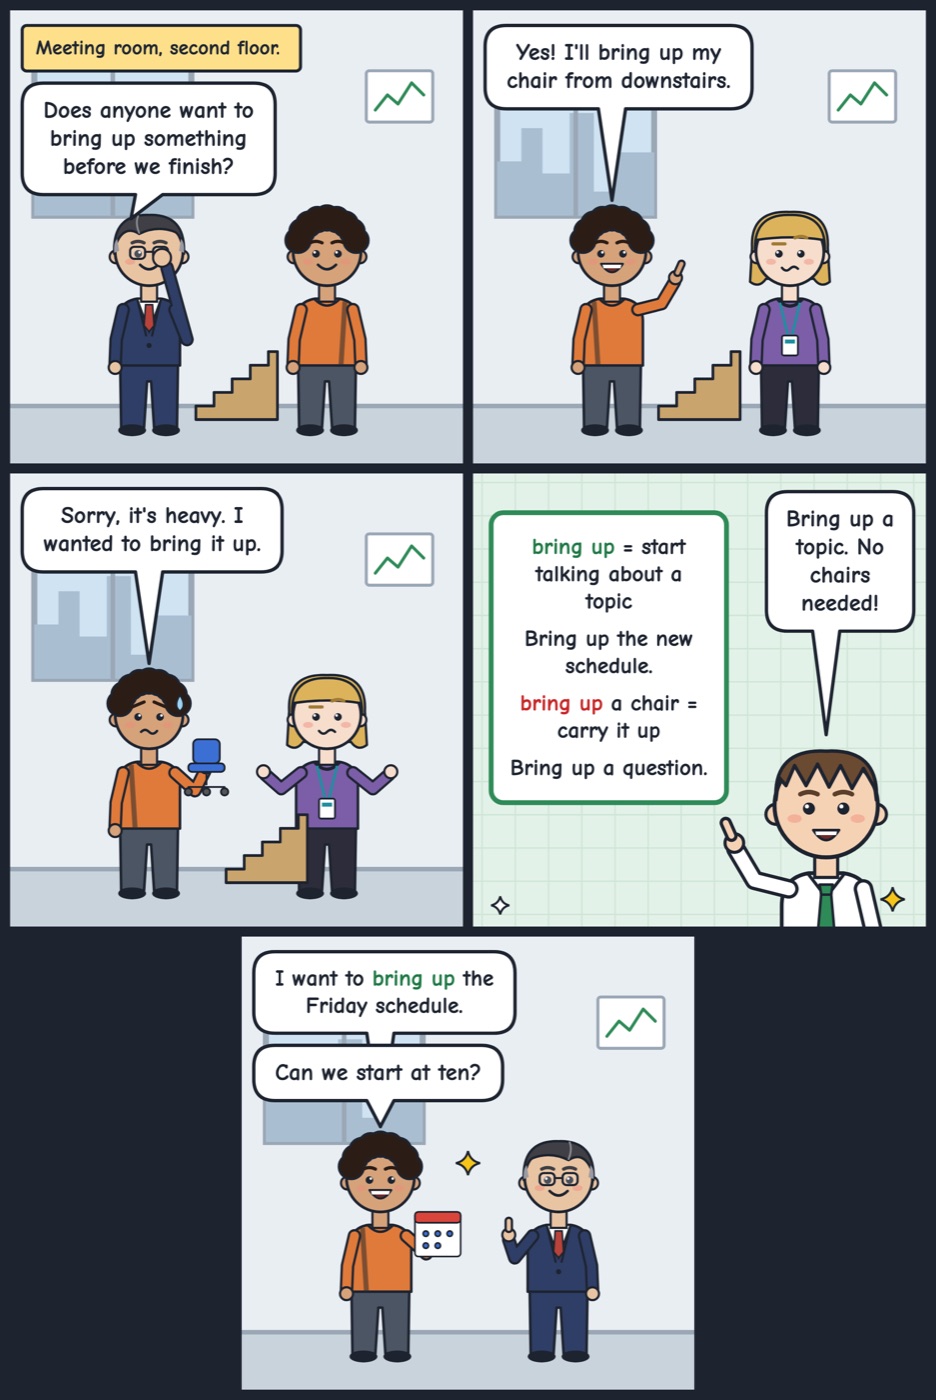 Meeting room, second floor.
Does anyone want to
bring up something
before we finish?
Yes! I'll bring up my
chair from downstairs.
Sorry, it's heavy. I
wanted to bring it up.
bring up = start
talking about a
topic
Bring up the new
schedule.
bring up a chair =
carry it up
Bring up a question.
Bring up a
topic. No
chairs
needed!
I want to bring up the
Friday schedule.
Can we start at ten?